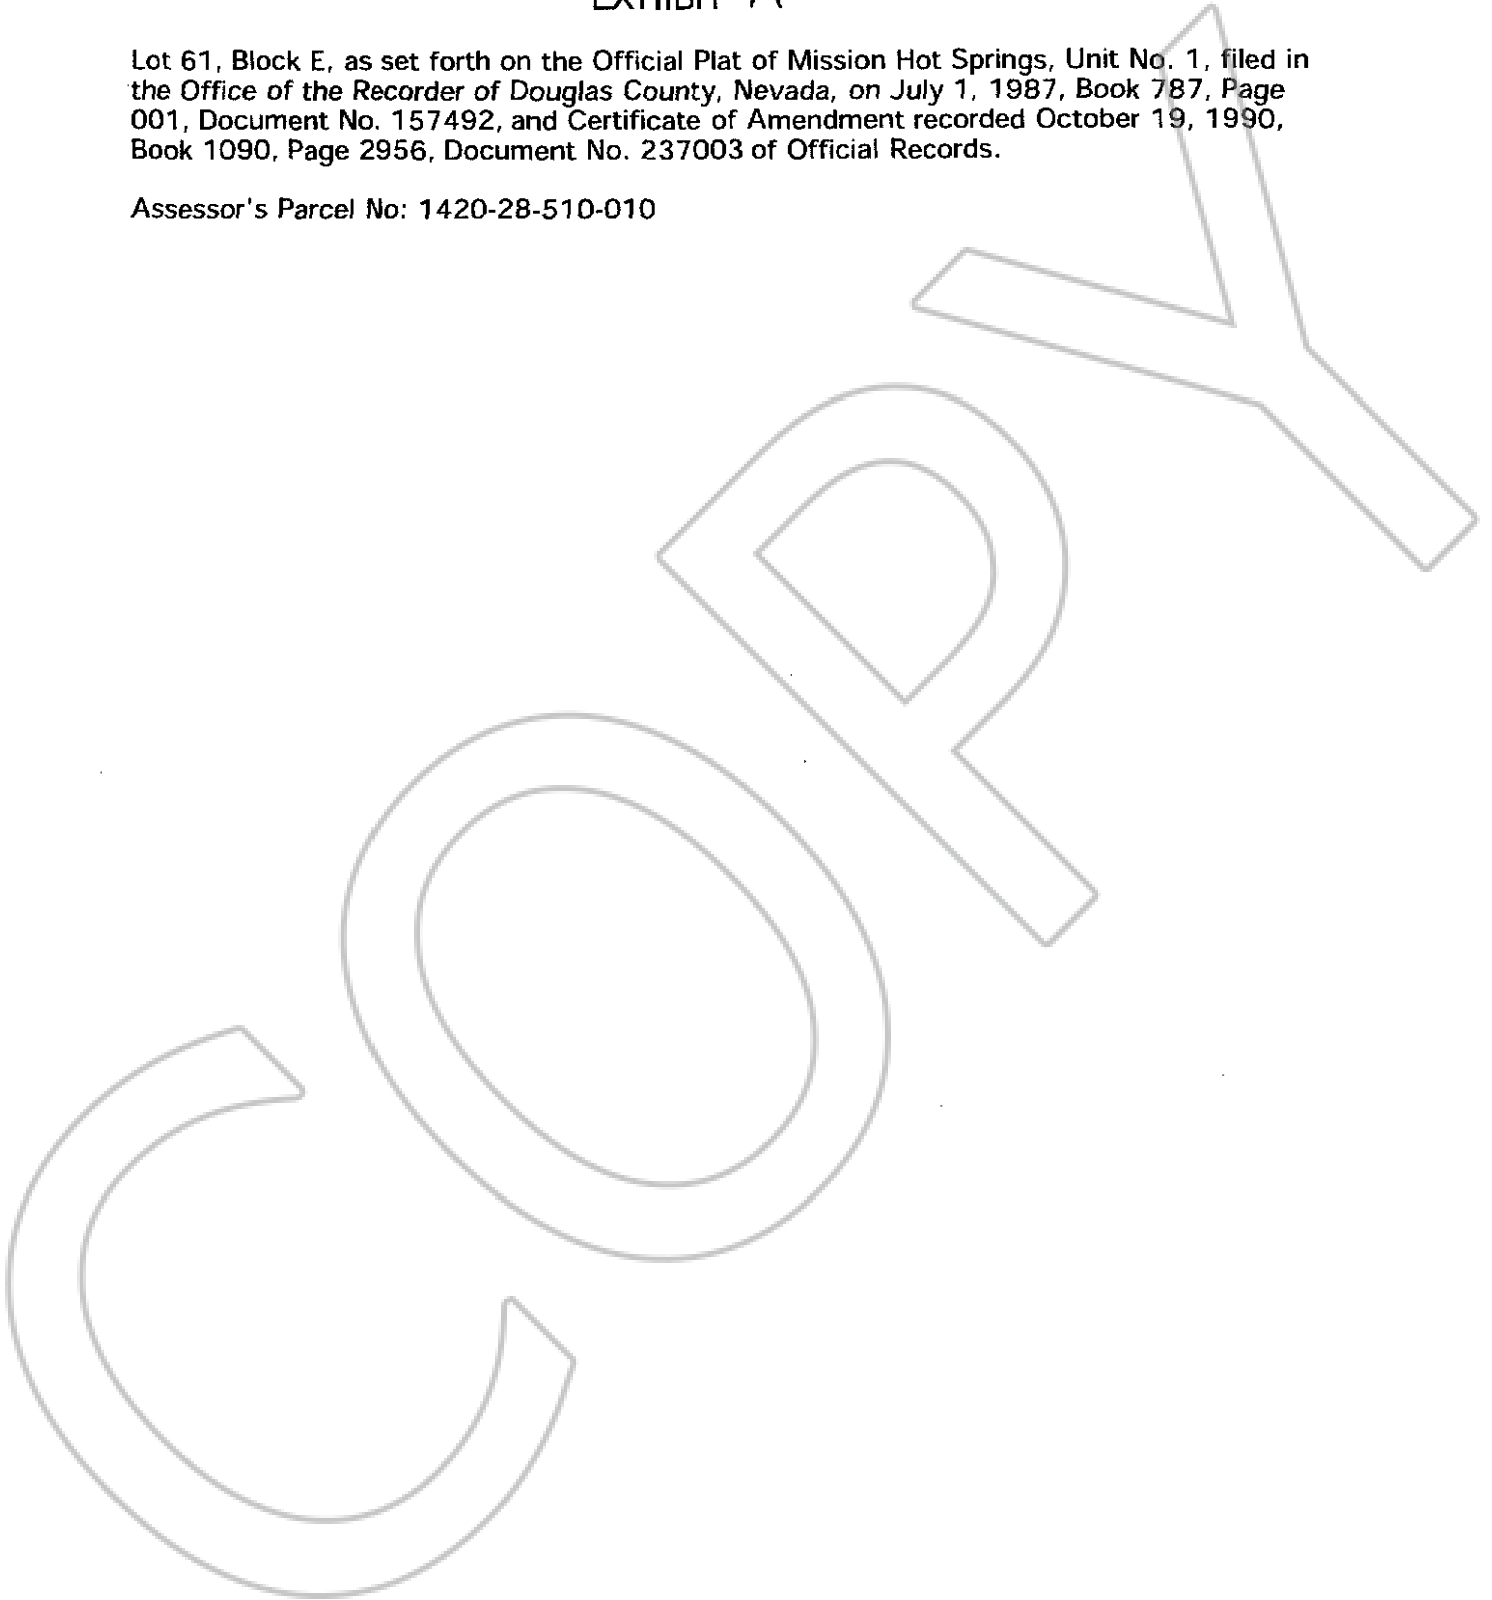 EXHIBIT "A"
Lot 61, Block E, as set forth on the Official Plat of Mission Hot Springs, Unit No. 1, filed in
the Office of the Recorder of Douglas County, Nevada, on July 1, 1987, Book 787, Page
001, Document No. 157492, and Certificate of Amendment recorded October 19, 1990,
Book 1090, Page 2956, Document No. 237003 of Official Records.
Assessor's Parcel No: 1420-28-510-010
COPY